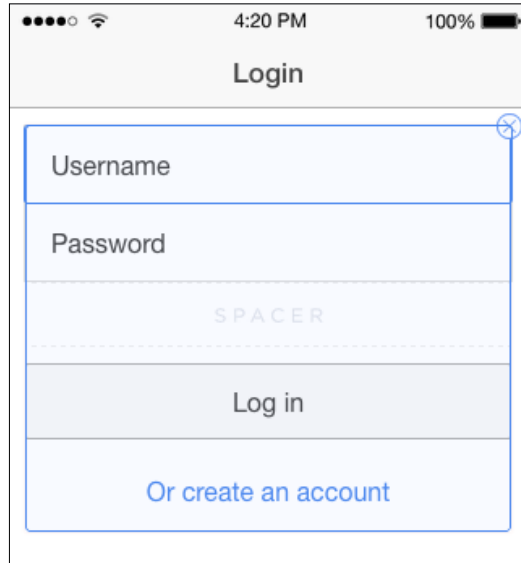 4:20 PM 100%
Login
Username
Password
SPACER
Log in
Or create an account